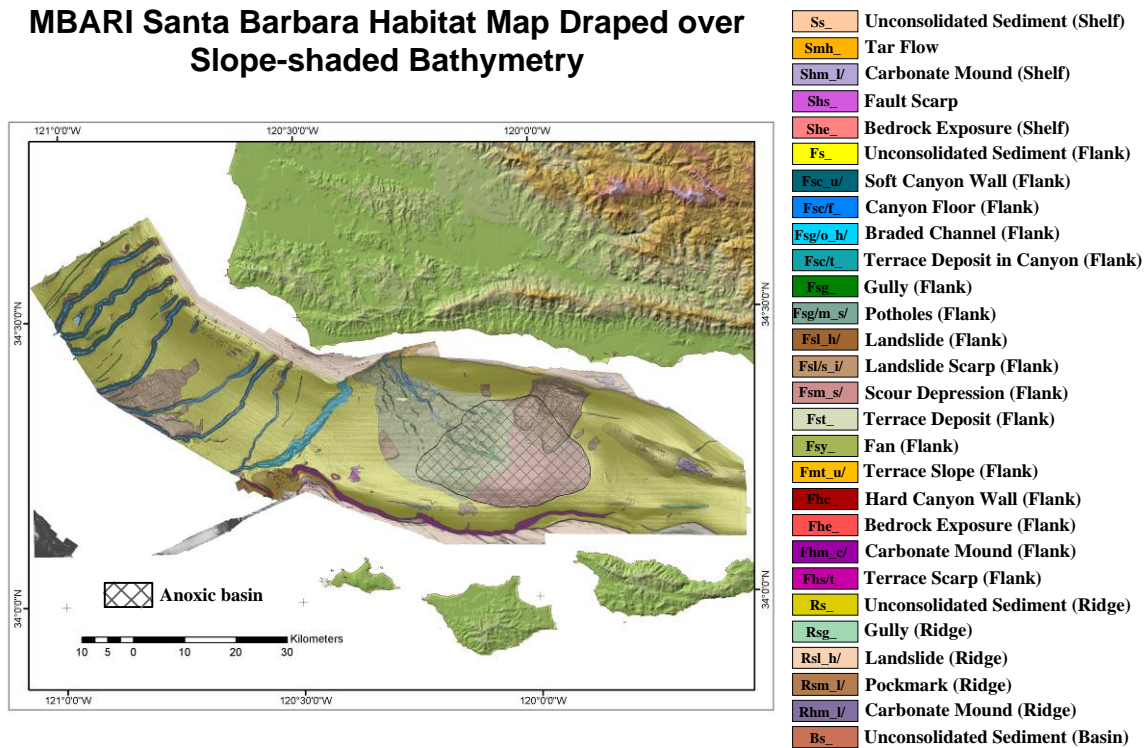 MBARI Santa Barbara Habitat Map Draped over
Slope-shaded Bathymetry
121°0'0"W
120°30'0"W
120°0'0"W
34°30'0"N
34°30'0"N
34°0'0"N
34°0'0"N
Anoxic basin
Kilometers
10 5 0 10 20 30
121°0'0"W
120°30'0"W
120°0'0"W
Ss_ Unconsolidated Sediment (Shelf)
Smh_ Tar Flow
Shm_l/ Carbonate Mound (Shelf)
Shs_ Fault Scarp
She_ Bedrock Exposure (Shelf)
Fs_ Unconsolidated Sediment (Flank)
Fsc_u/ Soft Canyon Wall (Flank)
Fsc/f_ Canyon Floor (Flank)
Fsg/o_h/ Braded Channel (Flank)
Fsc/t_ Terrace Deposit in Canyon (Flank)
Fsg_ Gully (Flank)
Fsg/m_s/ Potholes (Flank)
Fsl_h/ Landslide (Flank)
Fsl/s_i/ Landslide Scarp (Flank)
Fsm_s/ Scour Depression (Flank)
Fst_ Terrace Deposit (Flank)
Fsy_ Fan (Flank)
Fmt_u/ Terrace Slope (Flank)
Fhc_ Hard Canyon Wall (Flank)
Fhe_ Bedrock Exposure (Flank)
Fhm_c/ Carbonate Mound (Flank)
Fhs/t_ Terrace Scarp (Flank)
Rs_ Unconsolidated Sediment (Ridge)
Rsg_ Gully (Ridge)
Rsl_h/ Landslide (Ridge)
Rsm_l/ Pockmark (Ridge)
Rhm_l/ Carbonate Mound (Ridge)
Bs_ Unconsolidated Sediment (Basin)